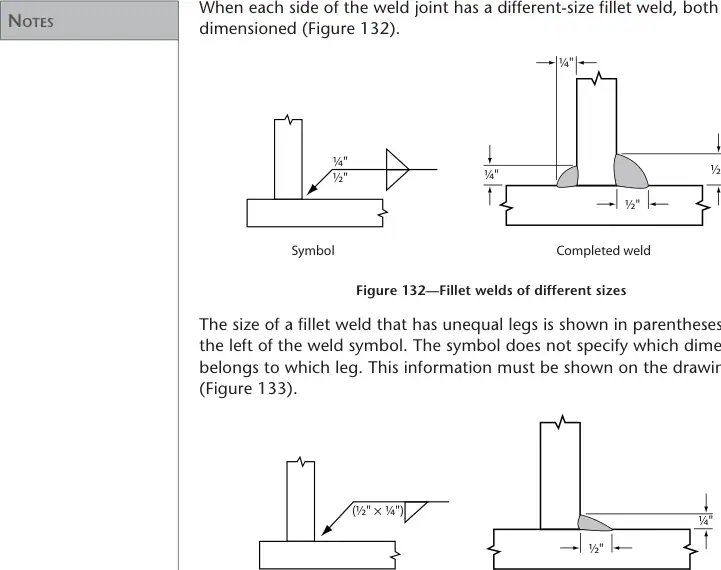 NOTES
When each side of the weld joint has a different-size fillet weld, both
dimensioned (Figure 132).
¼"
¼"
½"
¼"
½"
½"
Symbol
Completed weld
Figure 132—Fillet welds of different sizes
The size of a fillet weld that has unequal legs is shown in parentheses
the left of the weld symbol. The symbol does not specify which dime
belongs to which leg. This information must be shown on the drawin
(Figure 133).
(½" × ¼")
¼"
½"